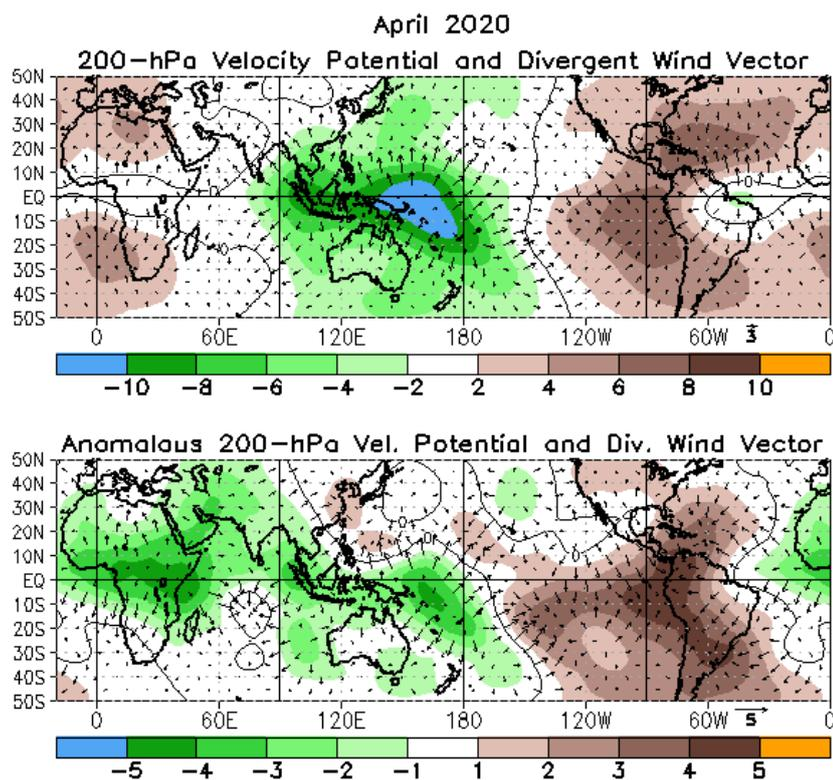 April 2020
200-hPa Velocity Potential and Divergent Wind Vector
50N
40N
30N
20N
10N
EQ
10S
20S
30S
40S
50S
0 60E 120E 180 120W 60W 3 0
-10 -8 -6 -4 -2 2 4 6 8 10
Anomalaus 200-hPa Vel. Potential and Div. Wind Vector
50N
40N
30N
20N
10N
EQ
10S
20S
30S
40S
50S
0 60E 120E 180 120W 60W 5 0
-5 -4 -3 -2 -1 1 2 3 4 5